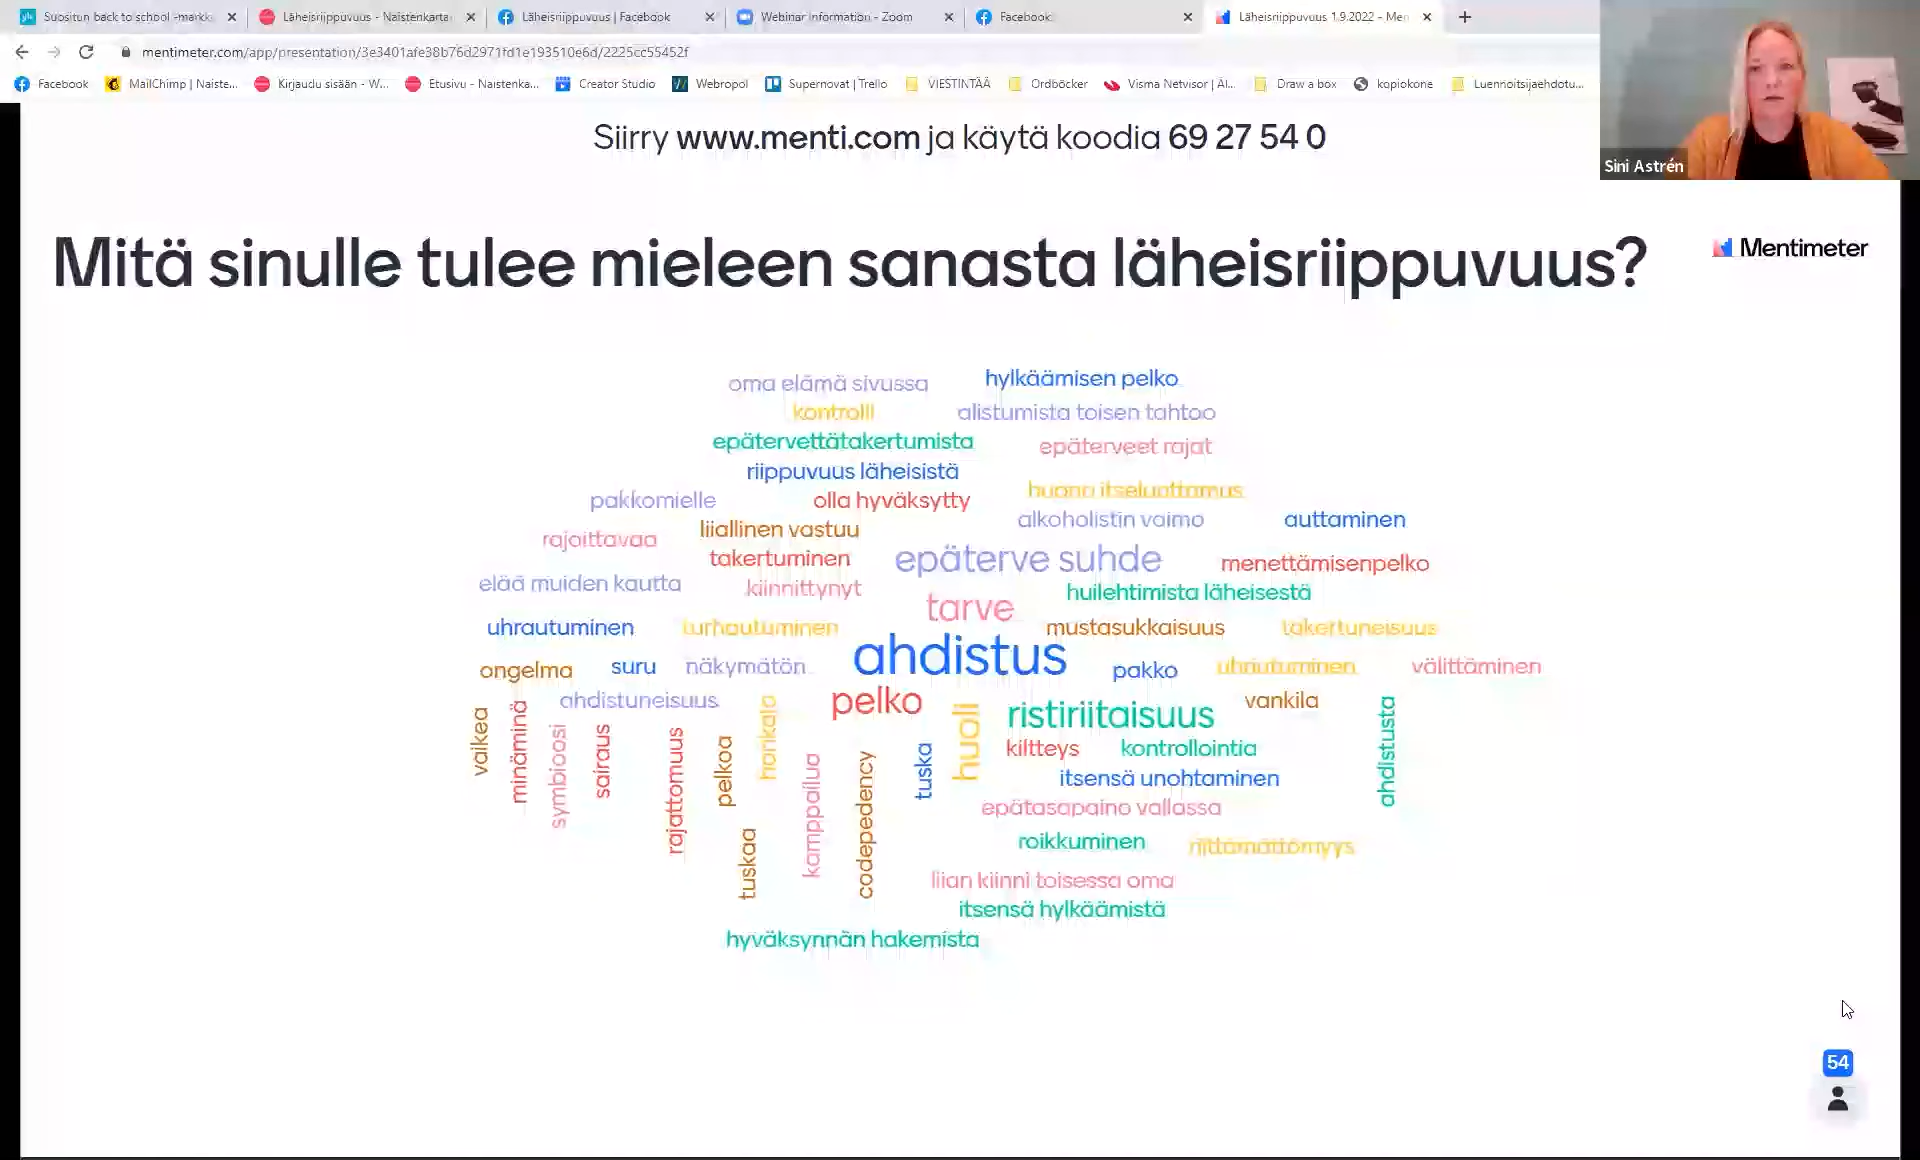 Suositun back to school -markk
Läheisriippuvuus - Naistenkarta
Läheisriippuvuus | Facebook
Webinar Information - Zoom
Facebook
Läheisriippuvuus 1.9.2022 - Men
mentimeter.com/app/presentation/3e3401afe38b76d2971fd1e193510e6d/2225cc55452f
Facebook
MailChimp | Naiste...
Kirjaudu sisään - W...
Etusivu - Naistenka...
Creator Studio
Webropol
Supernovat | Trello
VIESTINTÄÄ
Ordböcker
Visma Netvisor | Al...
Draw a box
kopiokone
Luennoitsijaehdotu...
Sini Astrén
Siirry www.menti.com ja käytä koodia 69 27 54 0
Mitä sinulle tulee mieleen sanasta läheisriippuvuus?
Mentimeter
oma elämä sivussa
hylkäämisen pelko
kontrolli
alistumista toisen tahtoo
epätervettätakertumista
epäterveet rajat
riippuvuus läheisistä
huono itseluottamus
pakkomielle
olla hyväksytty
alkoholistin vaimo
auttaminen
liiallinen vastuu
rajoittavaa
takertuminen
epäterve suhde
menettämisenpelko
elää muiden kautta
kiinnittynyt
huilehtimista läheisestä
tarve
uhrautuminen
turhautuminen
mustasukkaisuus
takertuneisuus
ahdistus
ongelma
suru
näkymätön
pakko
uhriutuminen
välittäminen
ahdistuneisuus
pelko
vankila
ristiriitaisuus
vaikea
minäminä
symbioosi
sairaus
rajattomuus
pelkoa
hankala
kamppailua
codepedency
tuska
huoli
kiltteys
kontrollointia
ahdistusta
itsensä unohtaminen
epätasapaino vallassa
tuskaa
roikkuminen
riittämättömyys
liian kiinni toisessa oma
itsensä hylkäämistä
hyväksynnän hakemista
54